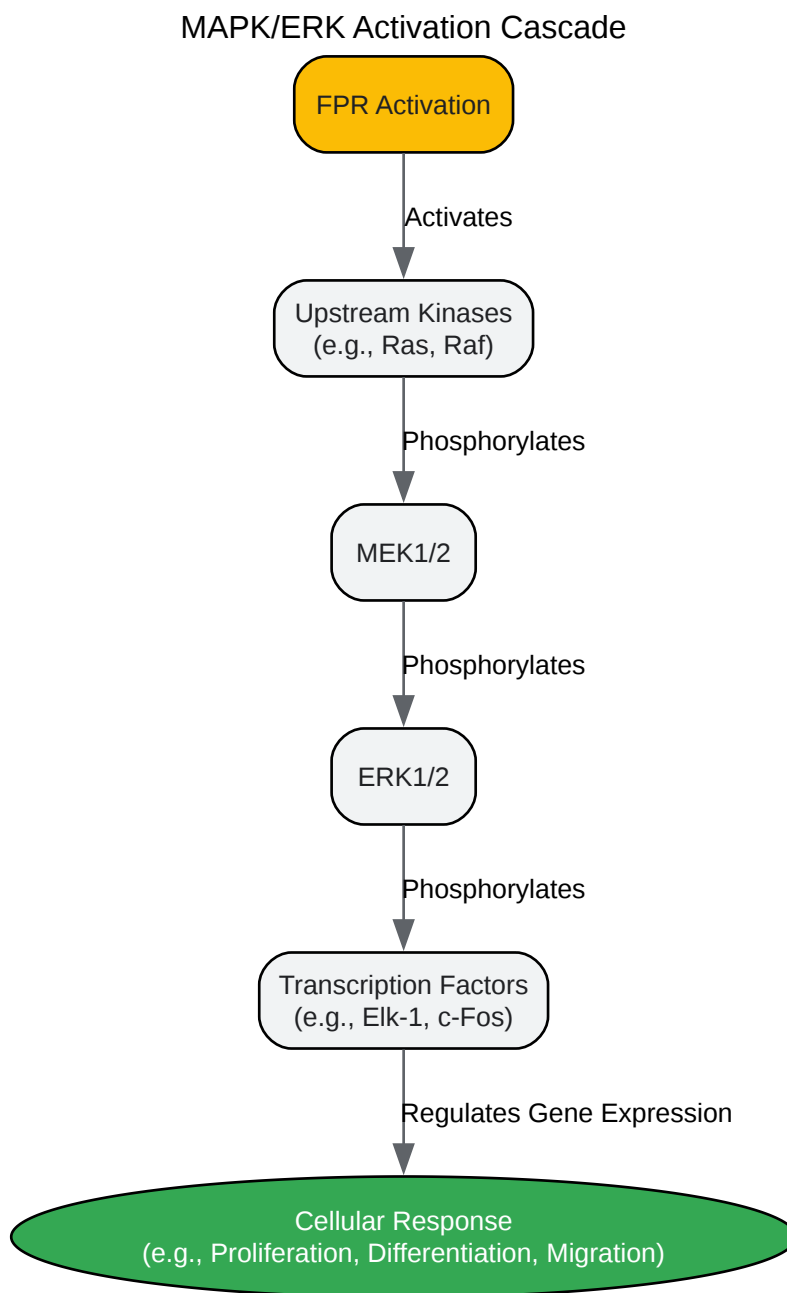 MAPK/ERK Activation Cascade
FPR Activation
Activates
Upstream Kinases
(e.g., Ras, Raf)
Phosphorylates
MEK1/2
Phosphorylates
ERK1/2
Phosphorylates
Transcription Factors
(e.g., Elk-1, c-Fos)
Regulates Gene Expression
Cellular Response
(e.g., Proliferation, Differentiation, Migration)